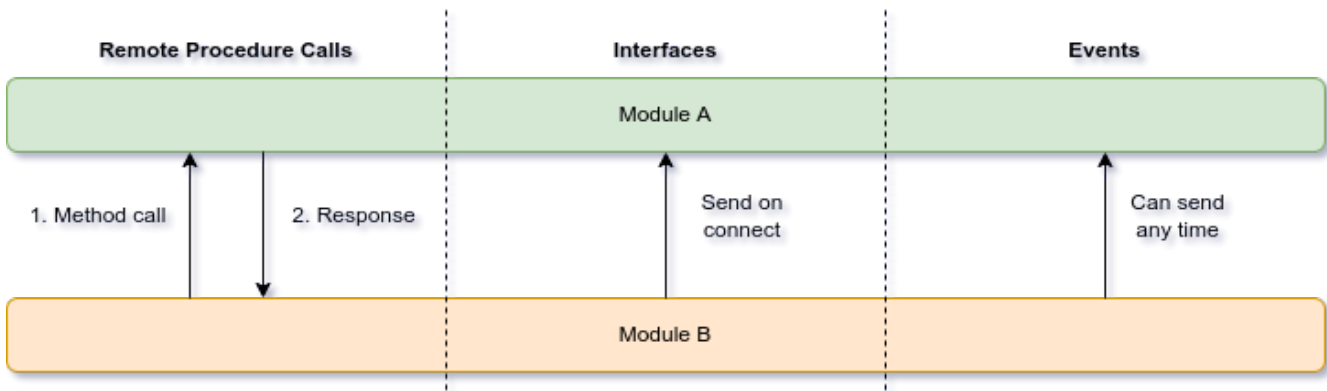 Remote Procedure Calls
Interfaces
Events
Module A
1. Method call
2. Response
Send on
connect
Can send
any time
Module B